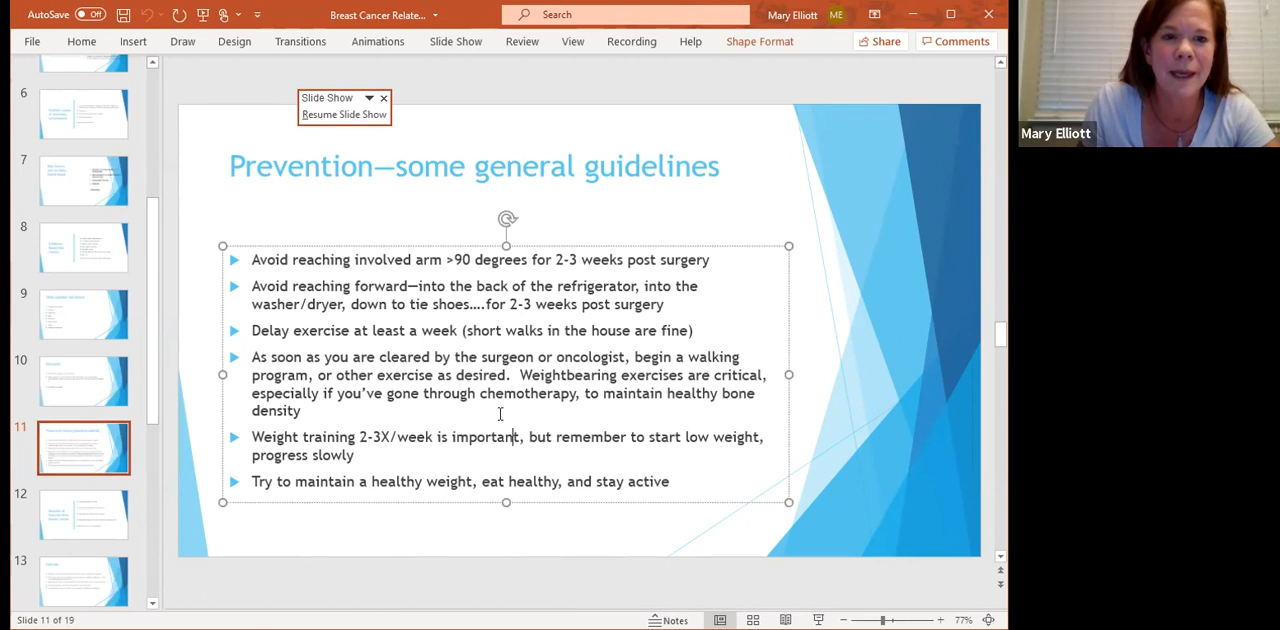 AutoSave Off
Breast Cancer Relate...
Search
Mary Elliott ME
File Home Insert Draw Design Transitions Animations Slide Show Review View Recording Help Shape Format Share Comments
Slide Show
Resume Slide Show
6
7
8
9
10
11
12
13
Prevention—some general guidelines
Avoid reaching involved arm >90 degrees for 2-3 weeks post surgery
Avoid reaching forward—into the back of the refrigerator, into the
washer/dryer, down to tie shoes....for 2-3 weeks post surgery
Delay exercise at least a week (short walks in the house are fine)
As soon as you are cleared by the surgeon or oncologist, begin a walking
program, or other exercise as desired.  Weightbearing exercises are critical,
especially if you’ve gone through chemotherapy, to maintain healthy bone
density
Weight training 2-3X/week is important, but remember to start low weight,
progress slowly
Try to maintain a healthy weight, eat healthy, and stay active
Mary Elliott
Slide 11 of 19
Notes
77%